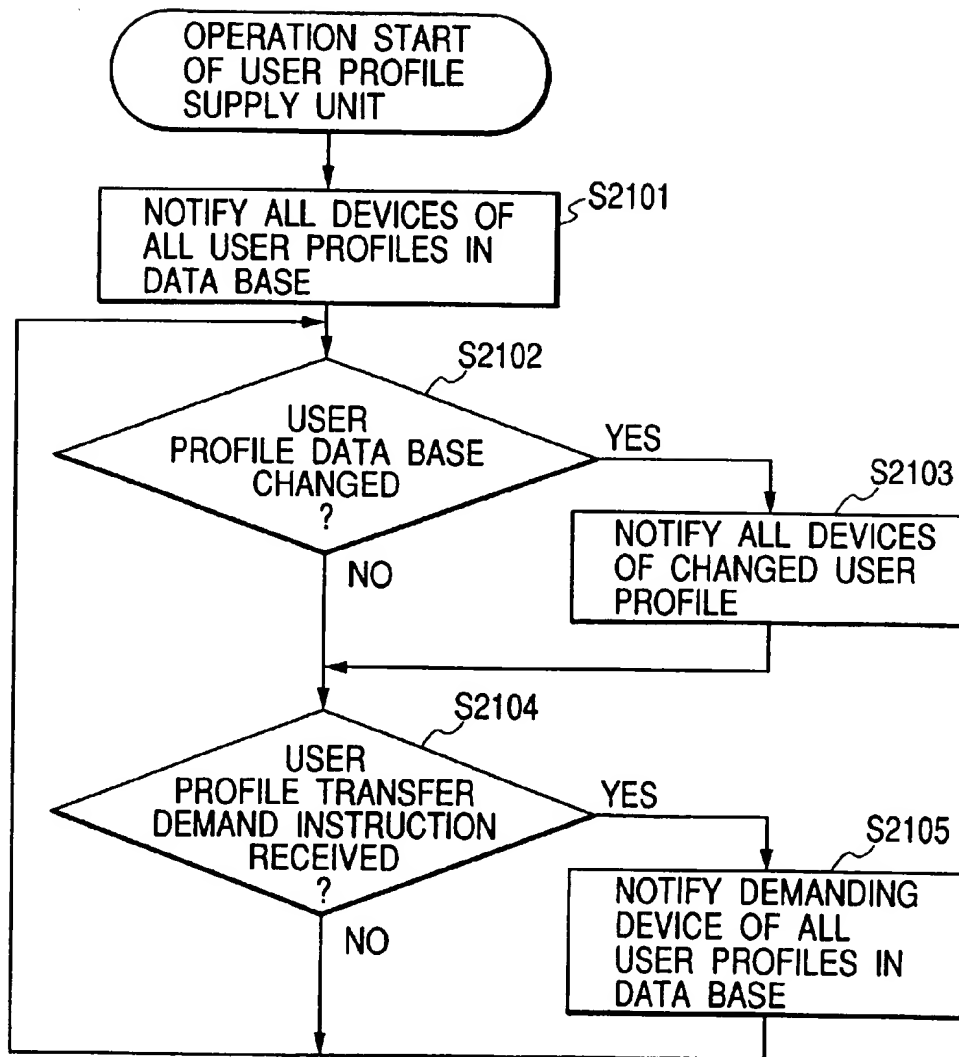 OPERATION START
OF USER PROFILE
SUPPLY UNIT
S2101
NOTIFY ALL DEVICES OF
ALL USER PROFILES IN
DATA BASE
S2102
USER
PROFILE DATA BASE
CHANGED
?
YES
NO
S2103
NOTIFY ALL DEVICES
OF CHANGED USER
PROFILE
S2104
USER
PROFILE TRANSFER
DEMAND INSTRUCTION
RECEIVED
?
YES
NO
S2105
NOTIFY DEMANDING
DEVICE OF ALL
USER PROFILES IN
DATA BASE